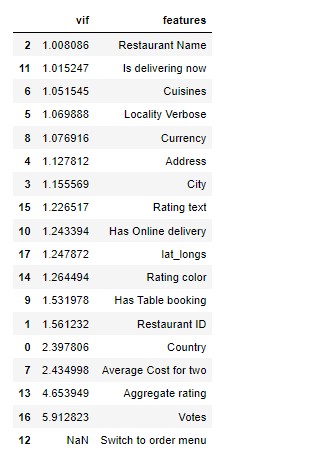 vif features
2 1.008086 Restaurant Name
11 1.015247 Is delivering now
6 1.051545 Cuisines
5 1.069888 Locality Verbose
8 1.076916 Currency
4 1.127812 Address
3 1.155569 City
15 1.226517 Rating text
10 1.243394 Has Online delivery
17 1.247872 lat_longs
14 1.264494 Rating color
9 1.531978 Has Table booking
1 1.561232 Restaurant ID
0 2.397806 Country
7 2.434998 Average Cost for two
13 4.653949 Aggregate rating
16 5.912823 Votes
12 NaN Switch to order menu